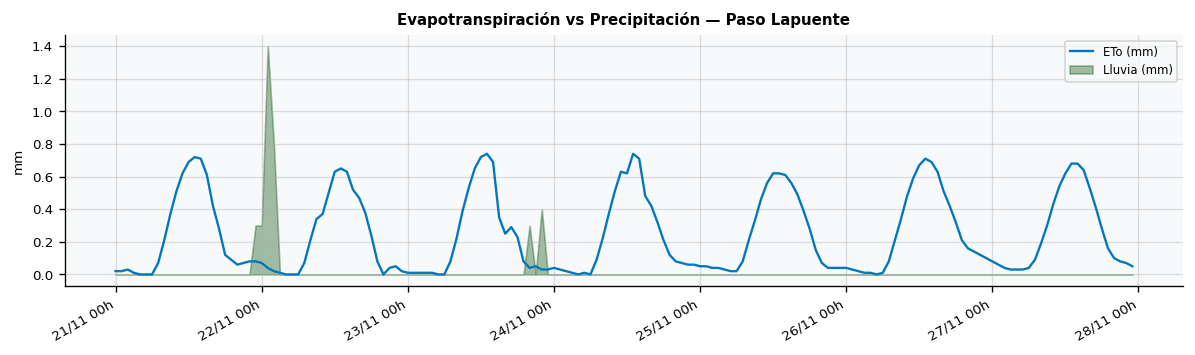 Evapotranspiración vs Precipitación — Paso Lapuente
ETo (mm)
Lluvia (mm)
mm
1.4
1.2
1.0
0.8
0.6
0.4
0.2
0.0
21/11 00h
22/11 00h
23/11 00h
24/11 00h
25/11 00h
26/11 00h
27/11 00h
28/11 00h